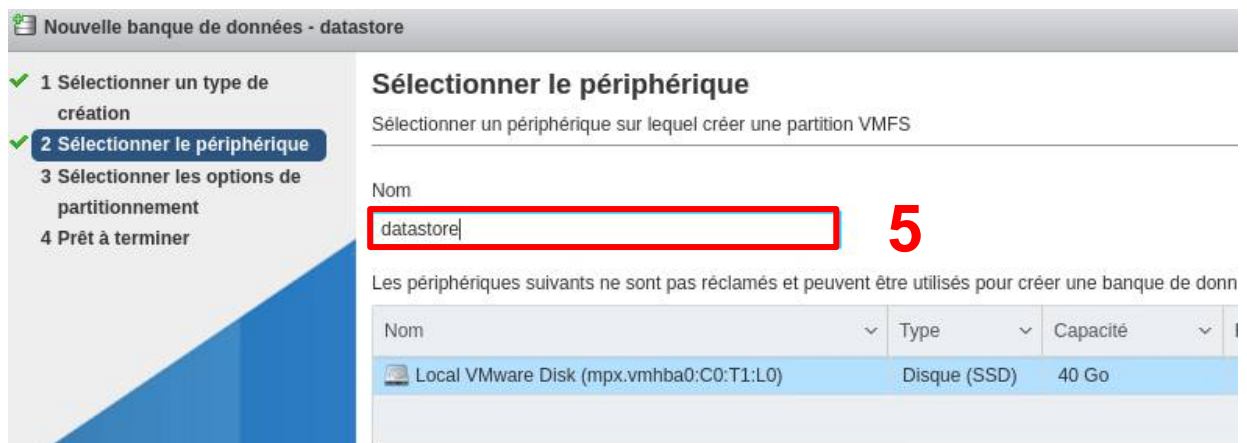 Nouvelle banque de données - datastore
1 Sélectionner un type de
création
2 Sélectionner le périphérique
3 Sélectionner les options de
partitionnement
4 Prêt à terminer
Sélectionner le périphérique
Sélectionner un périphérique sur lequel créer une partition VMFS
Nom
datastore
5
Les périphériques suivants ne sont pas réclamés et peuvent être utilisés pour créer une banque de donn
Nom Type Capacité
Local VMware Disk (mpx.vmhba0:C0:T1:L0) Disque (SSD) 40 Go